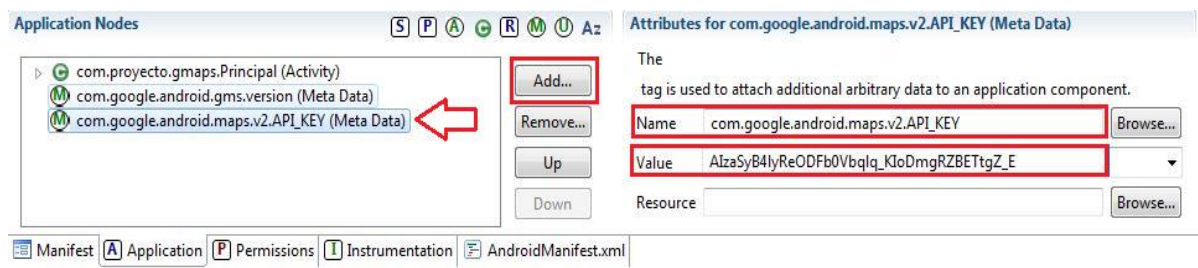 Application Nodes
S P A G R M U Az
com.proyecto.gmaps.Principal (Activity)
com.google.android.gms.version (Meta Data)
com.google.android.maps.v2.API_KEY (Meta Data)
Add...
Remove...
Up
Down
Attributes for com.google.android.maps.v2.API_KEY (Meta Data)
The
tag is used to attach additional arbitrary data to an application component.
Name com.google.android.maps.v2.API_KEY Browse...
Value AIzaSyB4IyReODFb0VbqIq_KIoDmgRZBETtgZ_E
Resource Browse...
Manifest A Application P Permissions I Instrumentation F AndroidManifest.xml